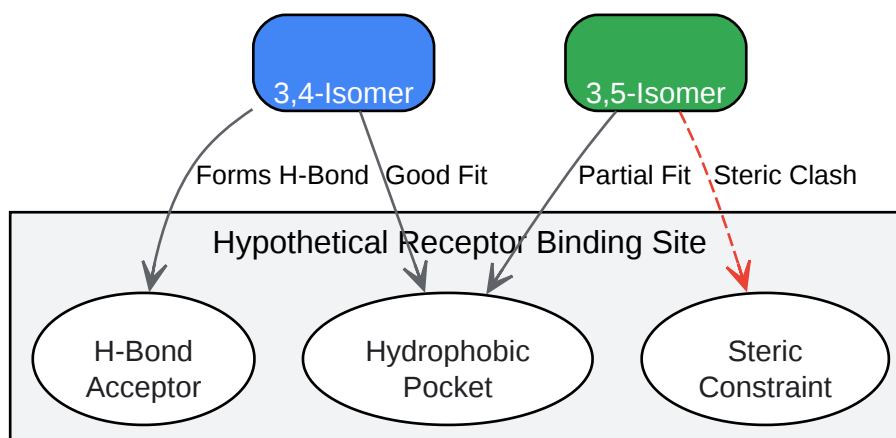 3,4-Isomer
3,5-Isomer
Forms H-Bond
Good Fit
Partial Fit
Steric Clash
Hypothetical Receptor Binding Site
H-Bond
Acceptor
Hydrophobic
Pocket
Steric
Constraint